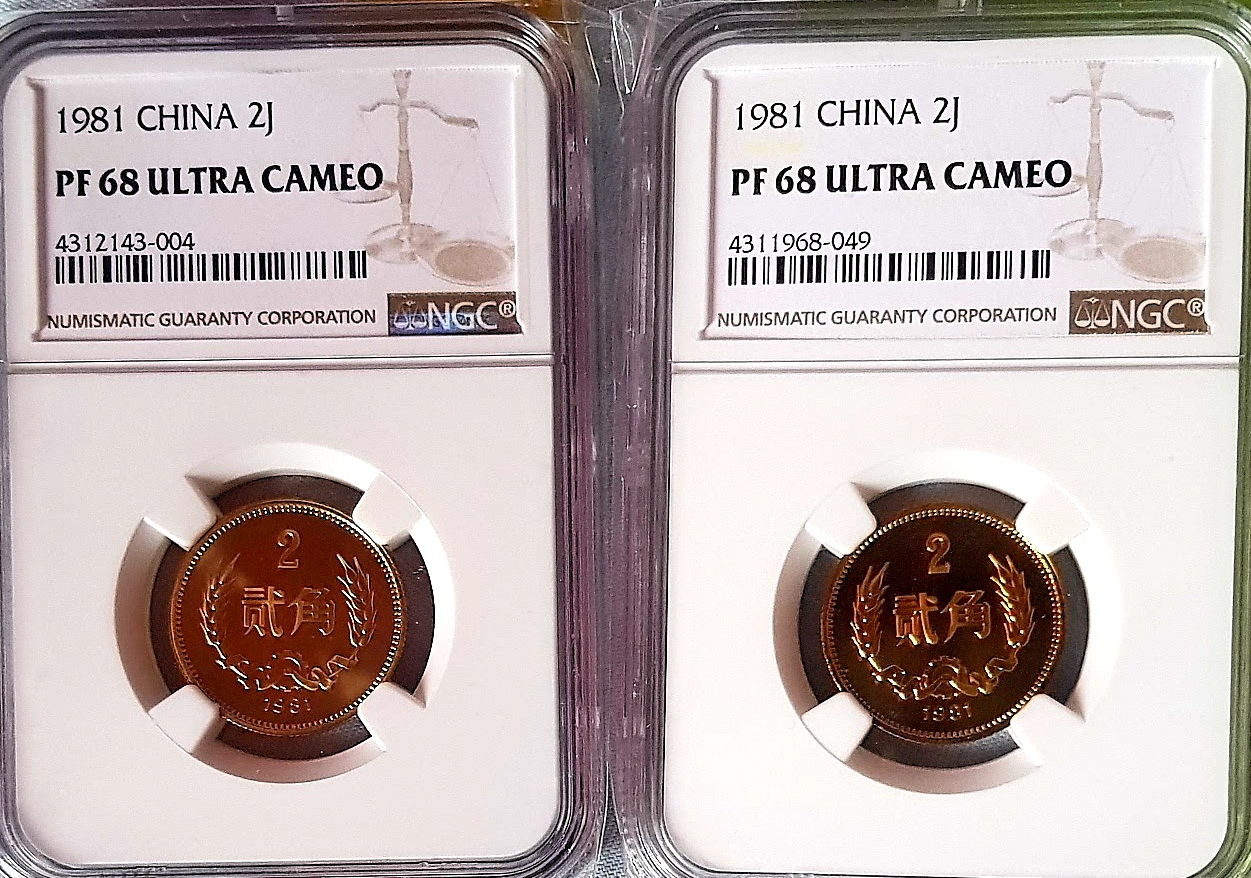 1981 CHINA 2J
PF 68 ULTRA CAMEO
4312143-004
NUMISMATIC GUARANTY CORPORATION NGC®
2
贰角
1981
1981 CHINA 2J
PF 68 ULTRA CAMEO
4311968-049
NUMISMATIC GUARANTY CORPORATION NGC®
2
贰角
1981